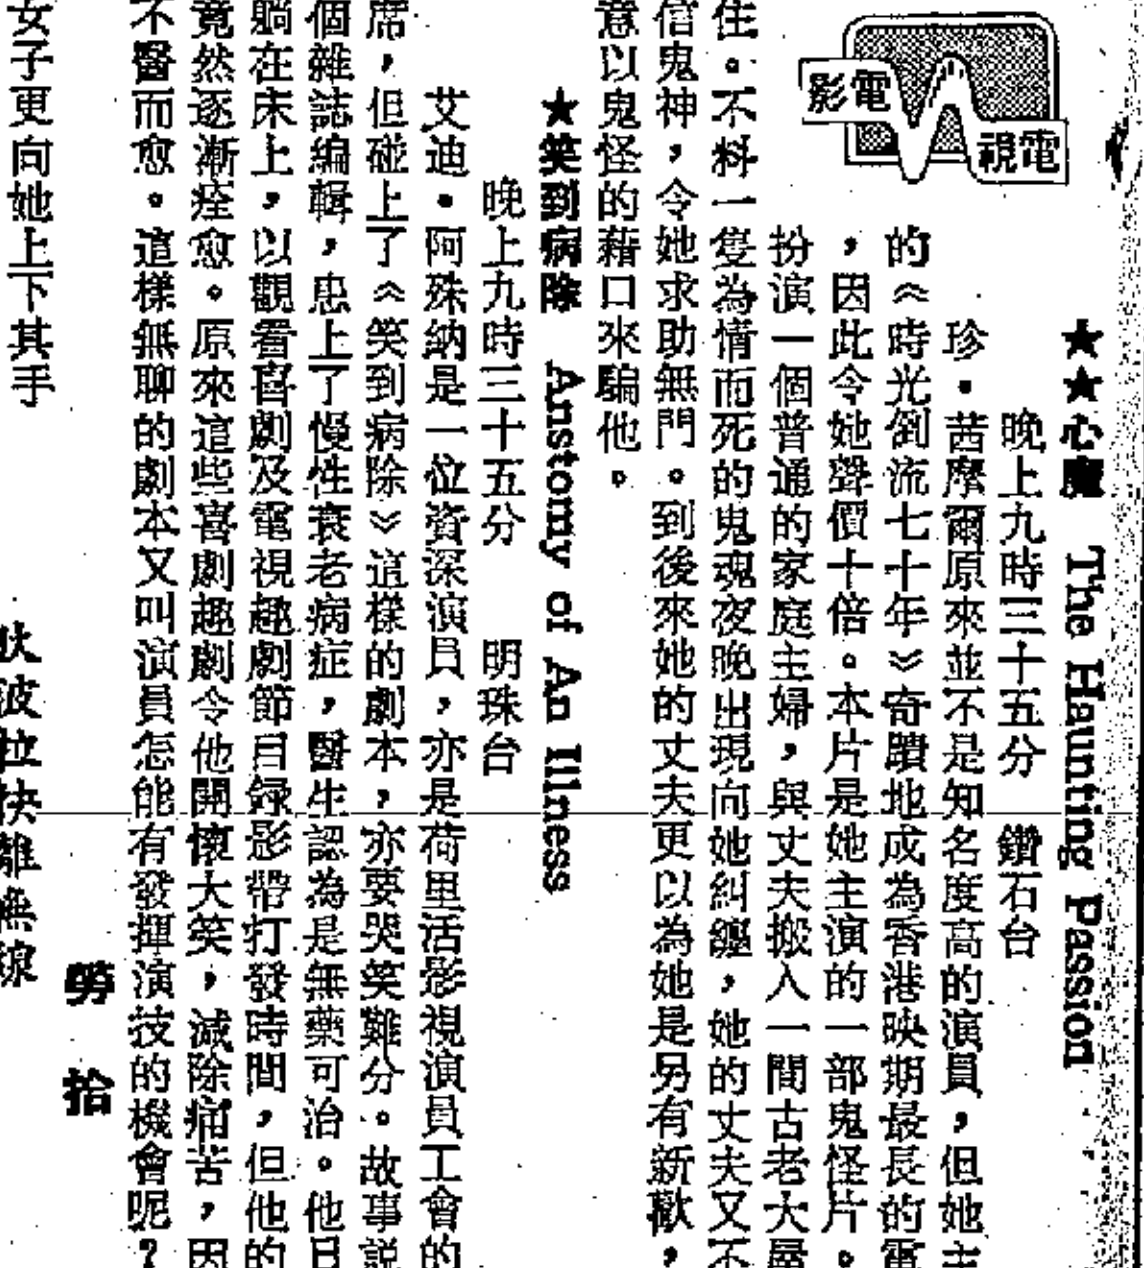 電影
電視
★★心魔 The Haunting Passion
晚上九時三十五分 鑽石台
珍•茜摩爾原來並不是知名度高的演員,但她主
的《時光倒流七十年》寄蹟地成為香港映期最長的電
,因此令她聲價十倍。本片是她主演的一部鬼怪片。
扮演一個普通的家庭主婦,與丈夫搬入一間古老大屋
住。不料一隻為情而死的鬼魂夜晚出現向她糾纏,她的丈夫又不
信鬼神,令她求助無門。到後來她的丈夫更以為她是另有新歡,
意以鬼怪的藉口來騙他。
★笑到病除 Anstomy of An Illness
晚上九時三十五分 明珠台
艾迪•阿殊納是一位資深演員,亦是荷里活影視演員工會的
席,但碰上了《笑到病除》這樣的劇本,亦要哭笑難分。故事説
個雜誌編輯,患上了慢性衰老病症,醫生認為是無藥可治。他日
躺在床上,以觀看喜劇及電視趣劇節目錄影帶打發時間,但他的
竟然逐漸痊愈。原來這些喜劇趣劇令他開懷大笑,減除痛苦,因
不醫而愈。這樣無聊的劇本又叫演員怎能有發揮演技的機會呢?
勞 拾
女子更向她上下其手